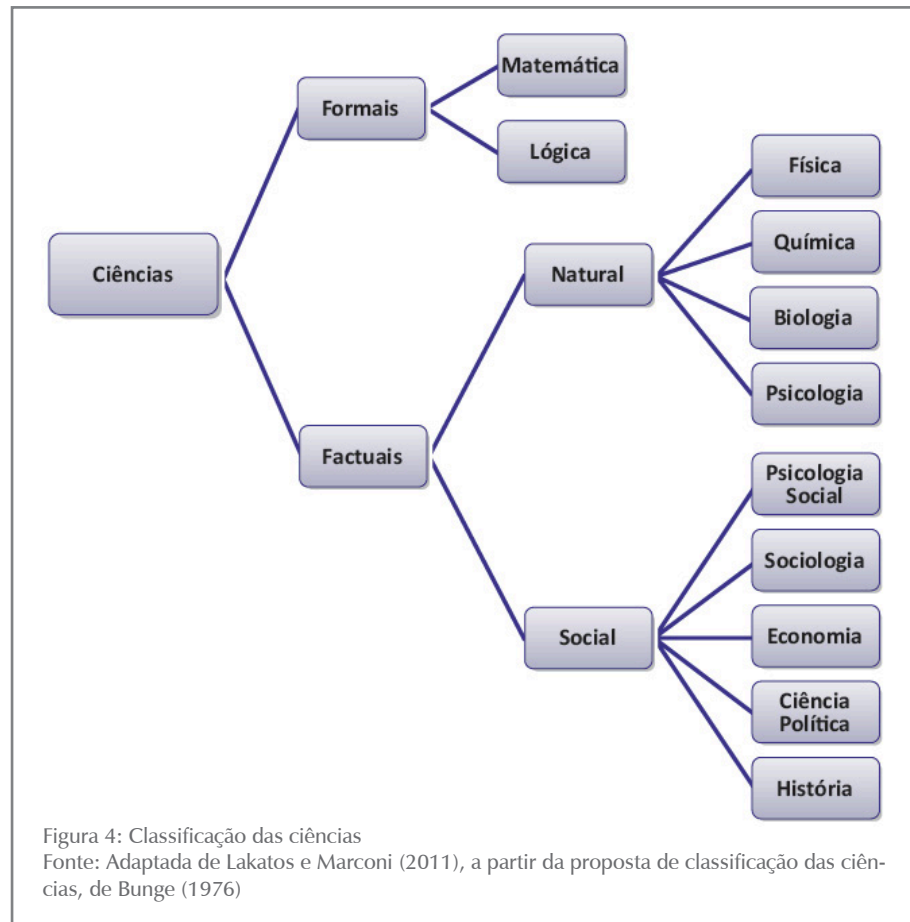 Matemática
Formais
Lógica
Física
Química
Ciências
Natural
Biologia
Psicologia
Factuais
Psicologia
Social
Sociologia
Social
Economia
Ciência
Política
História
Figura 4: Classificação das ciências
Fonte: Adaptada de Lakatos e Marconi (2011), a partir da proposta de classificação das ciên-
cias, de Bunge (1976)